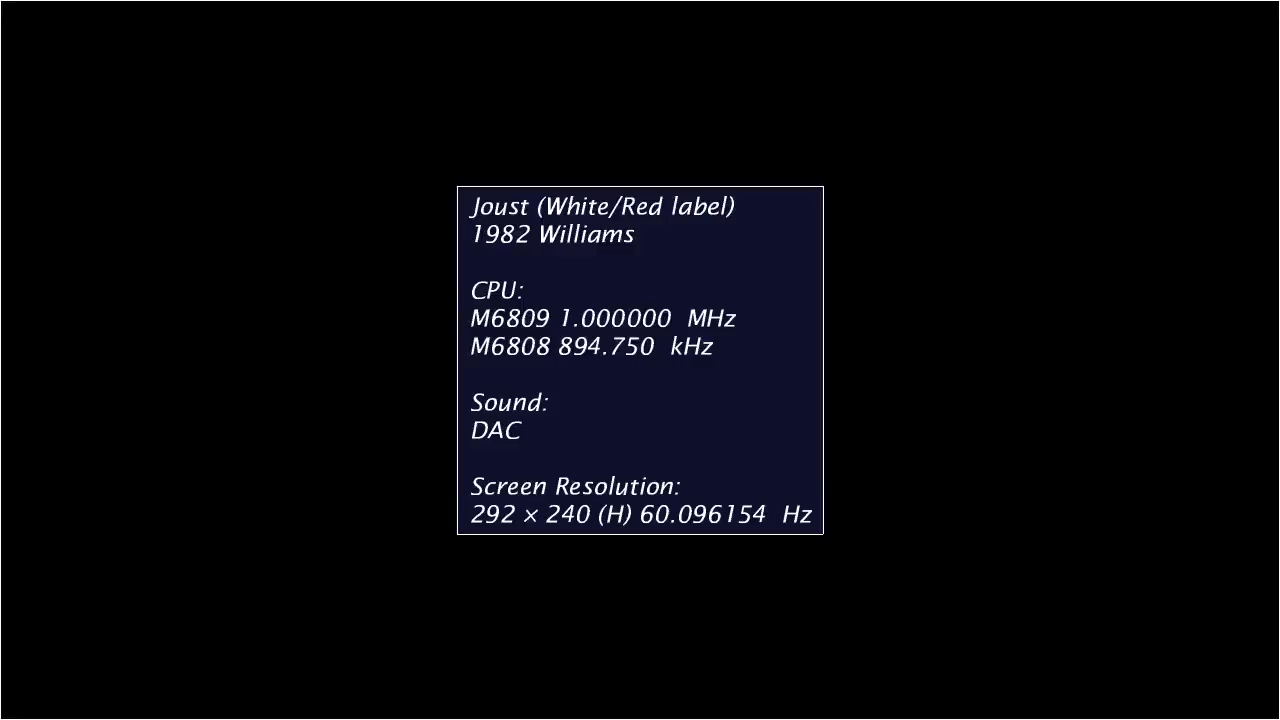 Joust (White/Red label)
1982 Williams
CPU:
M6809 1.000000 MHz
M6808 894.750 kHz
Sound:
DAC
Screen Resolution:
292 × 240 (H) 60.096154 Hz